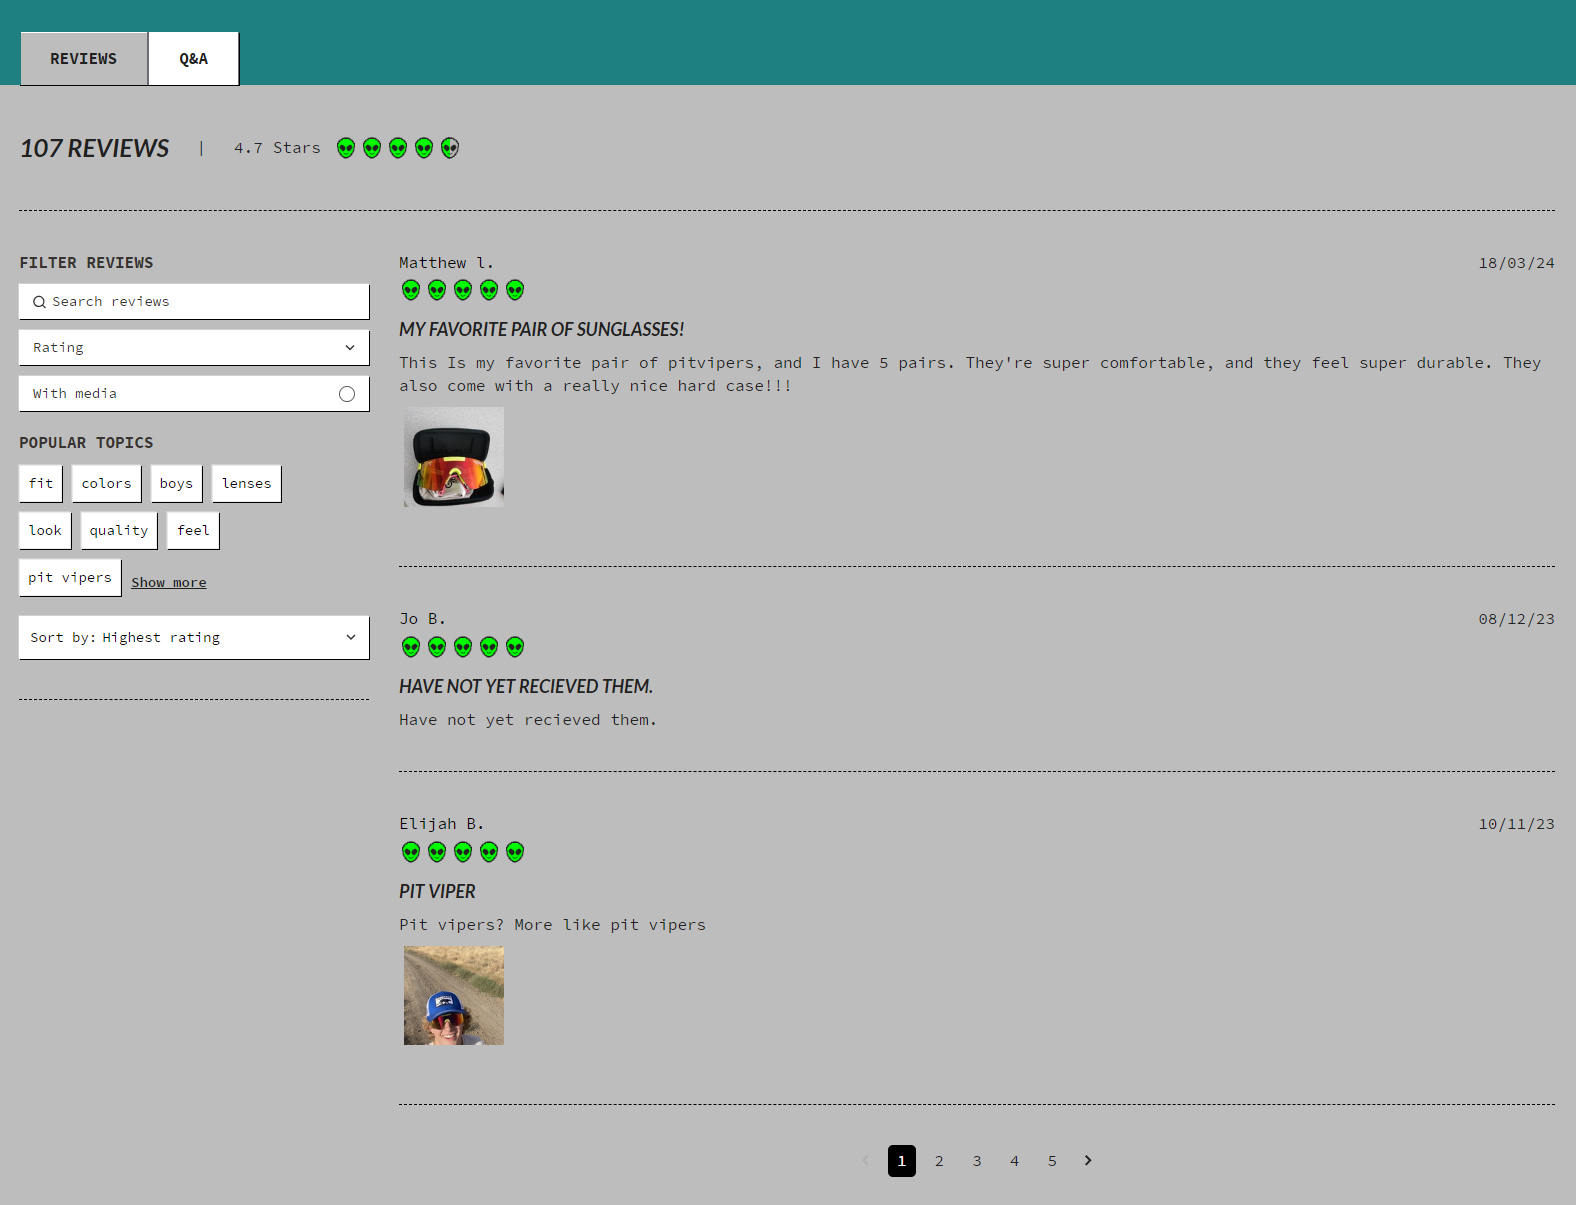 REVIEWS
Q&A
107 REVIEWS | 4.7 Stars
FILTER REVIEWS
Search reviews
Rating
With media
POPULAR TOPICS
fit colors boys lenses
look quality feel
pit vipers Show more
Sort by: Highest rating
Matthew l. 18/03/24
MY FAVORITE PAIR OF SUNGLASSES!
This Is my favorite pair of pitvipers, and I have 5 pairs. They're super comfortable, and they feel super durable. They
also come with a really nice hard case!!!
Jo B. 08/12/23
HAVE NOT YET RECIEVED THEM.
Have not yet recieved them.
Elijah B. 10/11/23
PIT VIPER
Pit vipers? More like pit vipers
1 2 3 4 5